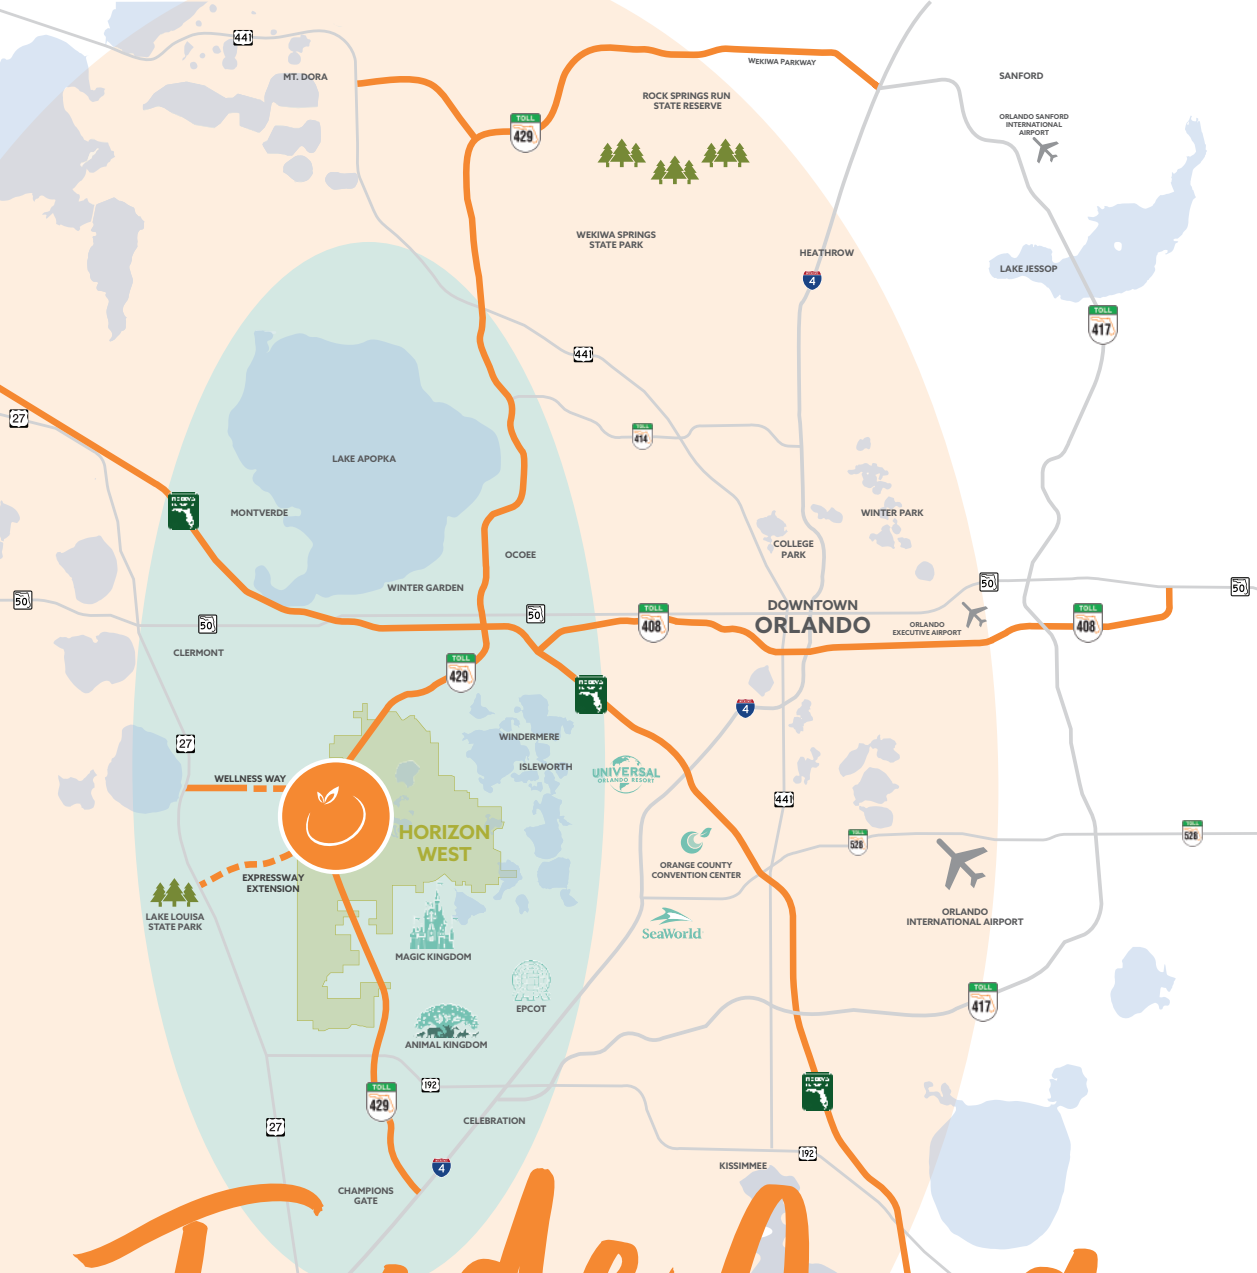 441
MT. DORA
WEKIWA PARKWAY
SANFORD
ROCK SPRINGS RUN
STATE RESERVE
TOLL
429
ORLANDO SANFORD
INTERNATIONAL
AIRPORT
WEKIWA SPRINGS
STATE PARK
HEATHROW
4
LAKE JESSOP
TOLL
417
441
27
TOLL
414
LAKE APOPKA
MONTVERDE
WINTER PARK
COLLEGE
PARK
OCOEE
WINTER GARDEN
50
50
50
50
50
DOWNTOWN
ORLANDO
TOLL
408
ORLANDO
EXECUTIVE AIRPORT
TOLL
408
CLERMONT
TOLL
429
4
27
WINDERMERE
ISLEWORTH
UNIVERSAL
ORLANDO RESORT
WELLNESS WAY
441
HORIZON
WEST
TOLL
528
TOLL
528
ORANGE COUNTY
CONVENTION CENTER
EXPRESSWAY
EXTENSION
LAKE LOUISA
STATE PARK
ORLANDO
INTERNATIONAL AIRPORT
SeaWorld
MAGIC KINGDOM
EPCOT
TOLL
417
ANIMAL KINGDOM
192
TOLL
429
27
CELEBRATION
192
4
KISSIMMEE
CHAMPIONS
GATE